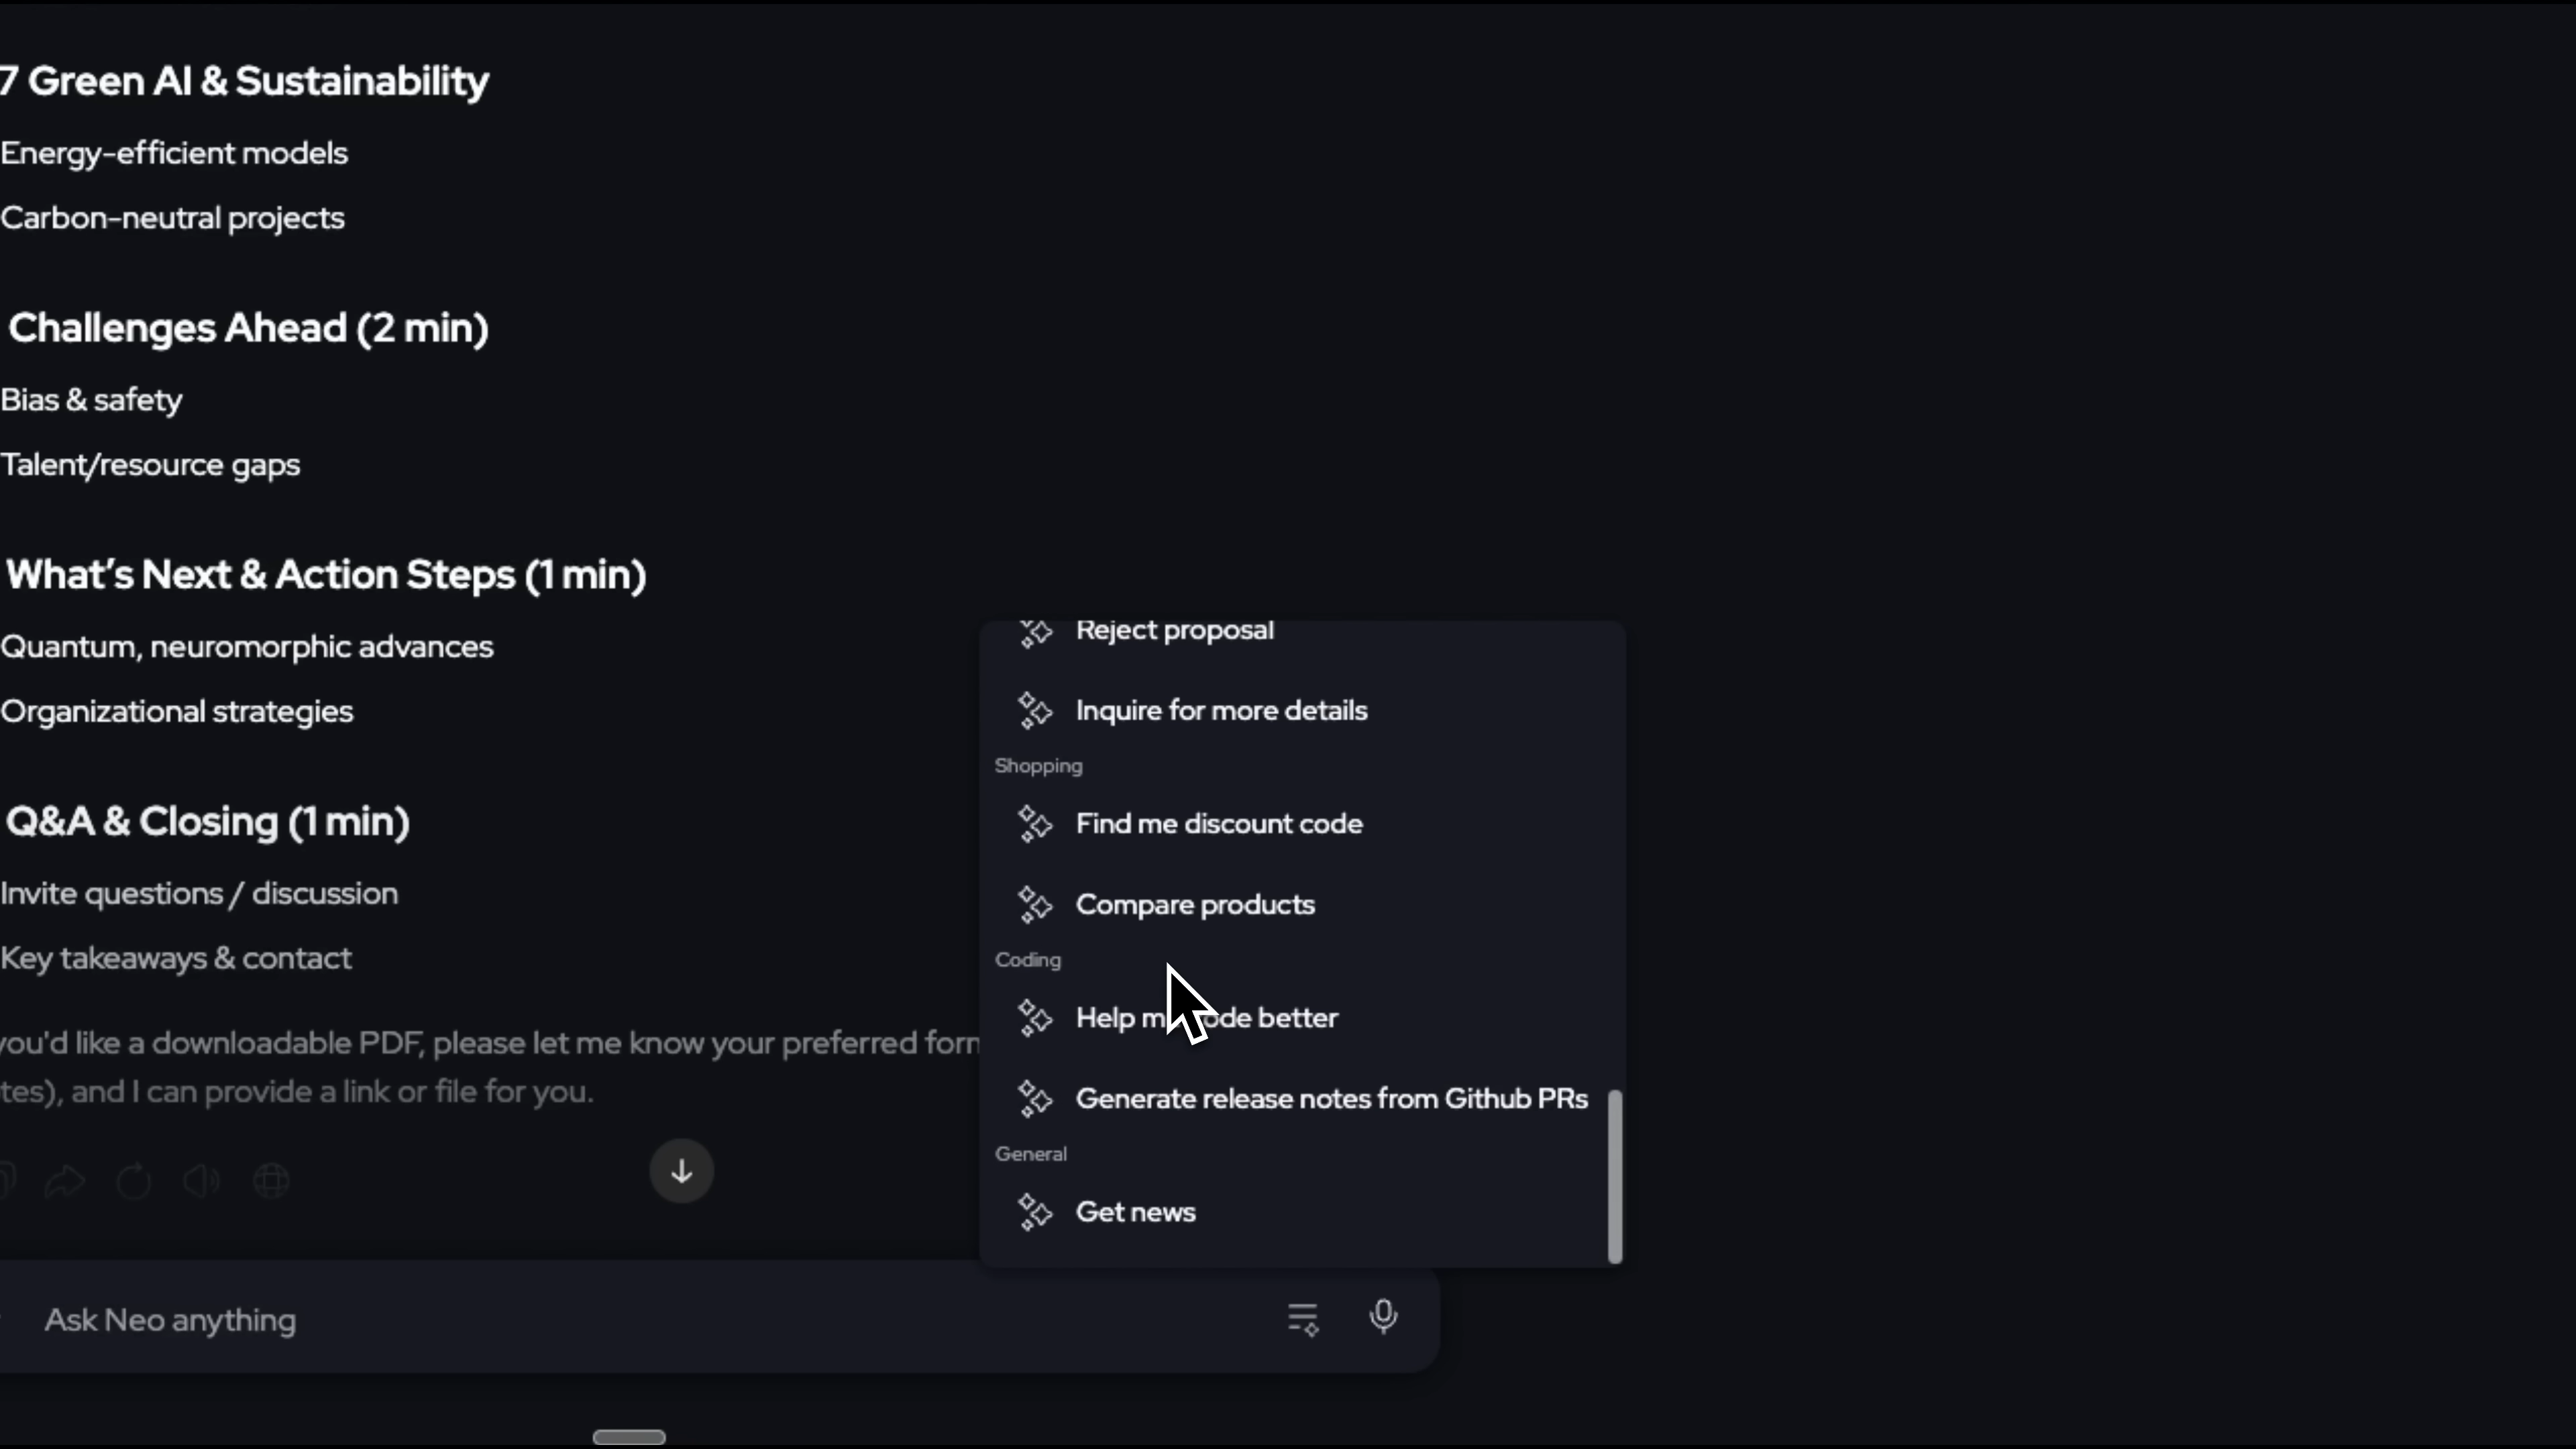 7 Green AI & Sustainability
Energy-efficient models
Carbon-neutral projects
Challenges Ahead (2 min)
Bias & safety
Talent/resource gaps
What's Next & Action Steps (1 min)
Quantum, neuromorphic advances
Organizational strategies
Q&A & Closing (1 min)
Invite questions / discussion
Key takeaways & contact
you'd like a downloadable PDF, please let me know your preferred
and I can provide a link or file for you.
Reject proposal
Inquire for more details
Shopping
Find me discount code
Compare products
Coding
Help better
Generate release notes from Github PRs
General
Get news
Ask Neo anything